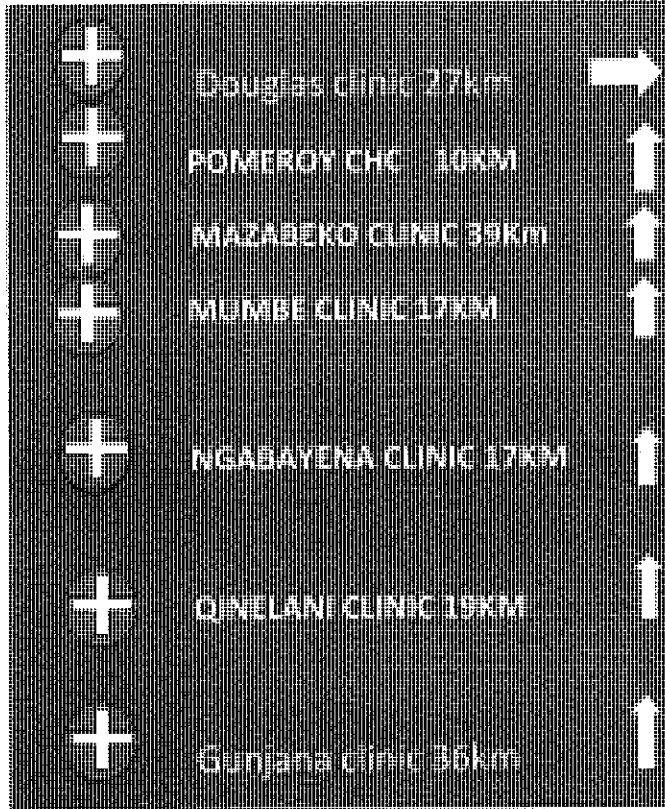 Douglas clinic 27km
POMEROY CHC 10KM
MAZABEKO CLINIC 39Km
MUMBE CLINIC 17KM
NGABAYENA CLINIC 17KM
QINELANI CLINIC 19KM
Gunjana clinic 36km